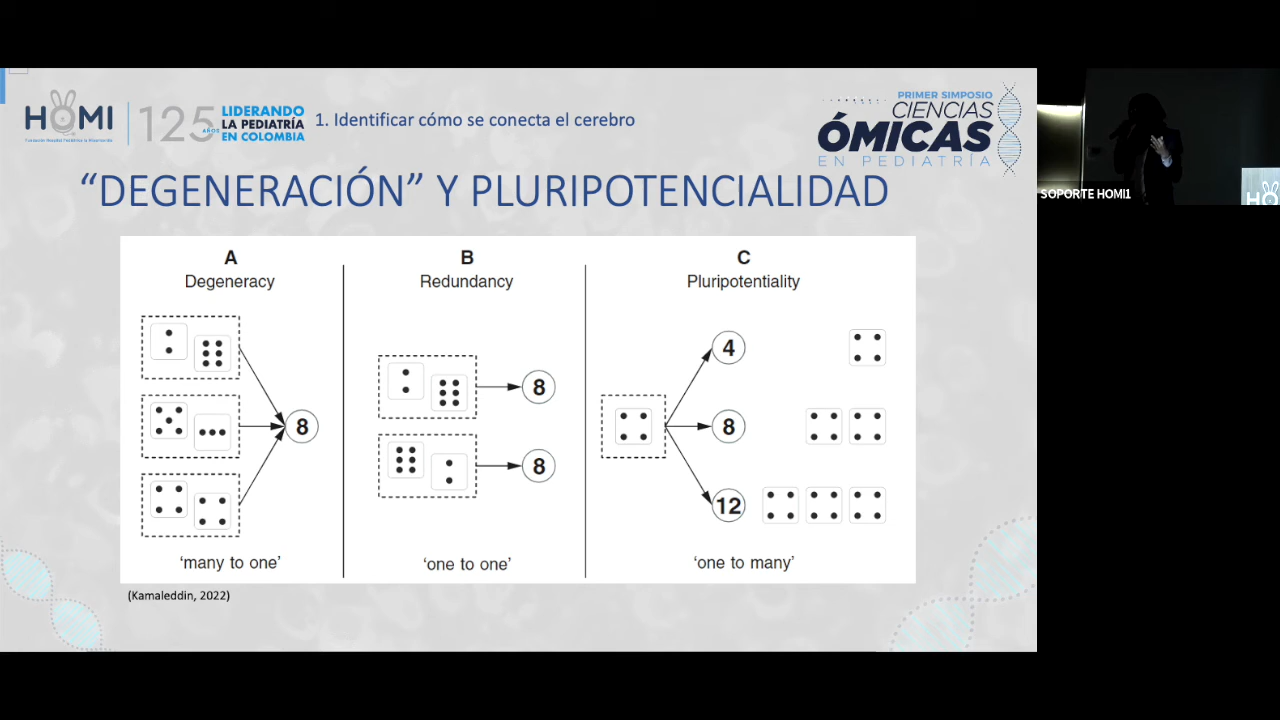 HOMI
125 AÑOS
LIDERANDO
LA PEDIATRÍA
EN COLOMBIA
1. Identificar cómo se conecta el cerebro
PRIMER SIMPOSIO
CIENCIAS
ÓMICAS
EN PEDIATRÍA
SOPORTE HOMI1
HO
“DEGENERACIÓN” Y PLURIPOTENCIALIDAD
A
Degeneracy
8
‘many to one’
B
Redundancy
8
8
‘one to one’
C
Pluripotentiality
4
8
12
‘one to many’
(Kamaleddin, 2022)